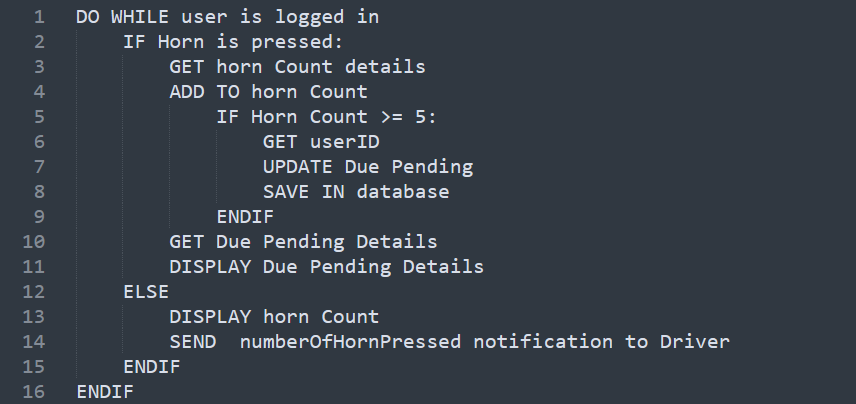 1 DO WHILE user is logged in
2 IF Horn is pressed:
3 GET horn Count details
4 ADD TO horn Count
5 IF Horn Count >= 5:
6 GET userID
7 UPDATE Due Pending
8 SAVE IN database
9 ENDIF
10 GET Due Pending Details
11 DISPLAY Due Pending Details
12 ELSE
13 DISPLAY horn Count
14 SEND  numberOfHornPressed notification to Driver
15 ENDIF
16 ENDIF